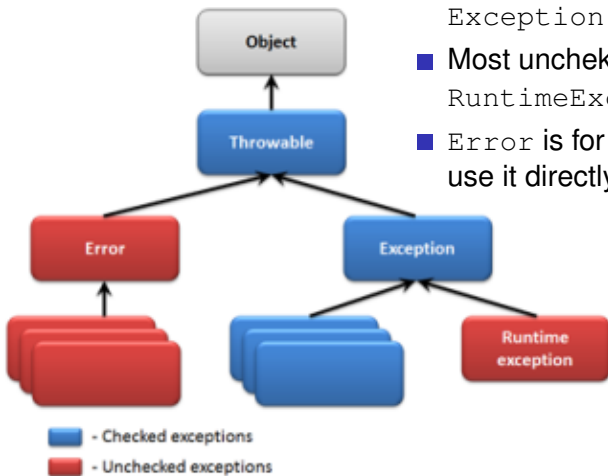 Exception
Most unchek
RuntimeExc
Error is for
use it directly
Object
Throwable
Error
Exception
Runtime
exception
- Checked exceptions
- Unchecked exceptions